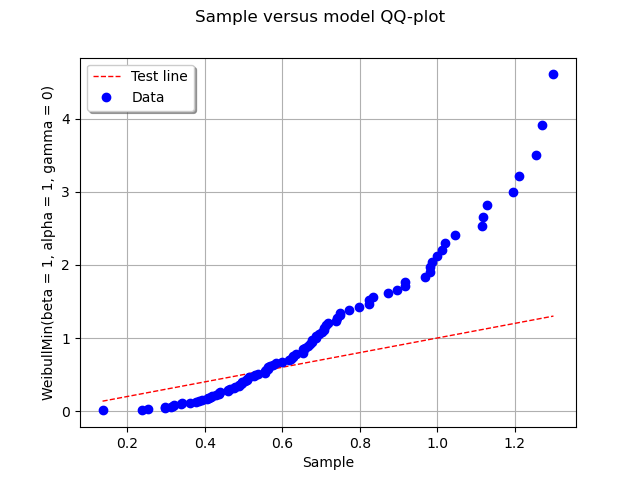 Sample versus model QQ-plot
Test line
Data
WeibullMin(beta = 1, alpha = 1, gamma = 0)
4
3
2
1
0
0.2 0.4 0.6 0.8 1.0 1.2
Sample